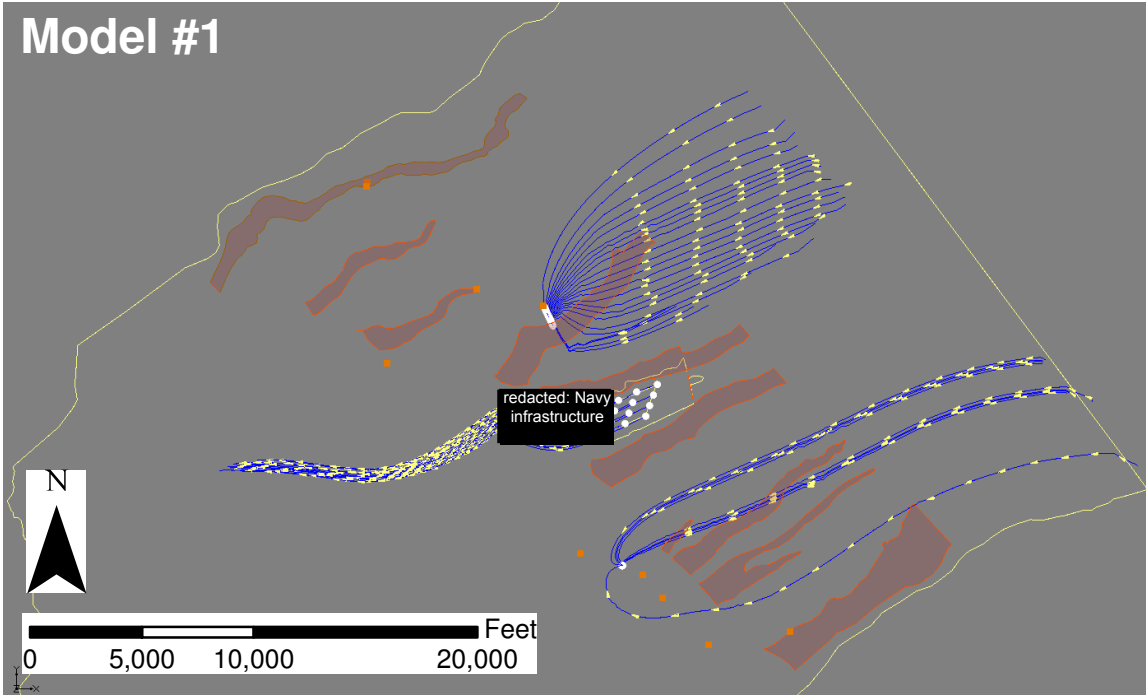 Model #1
redacted: Navy
infrastructure
N
Feet
0 5,000 10,000 20,000
Y
Z X